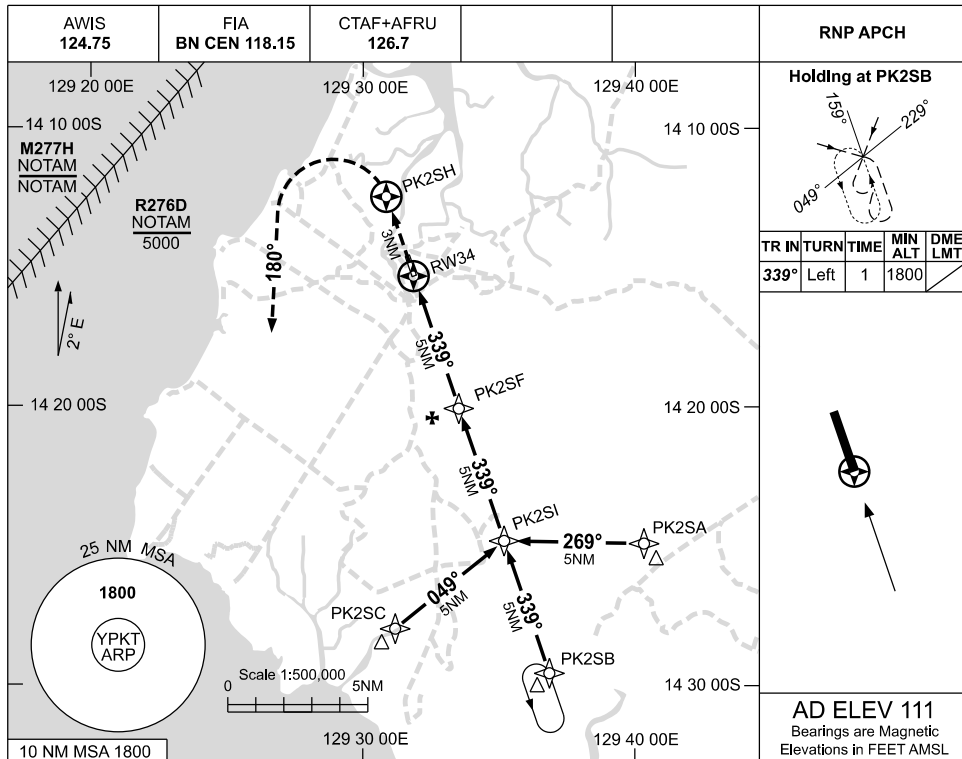 AWIS
124.75
FIA
BN CEN 118.15
CTAF+AFRU
126.7
RNP APCH
129 20 00E
129 30 00E
129 40 00E
14 10 00S
14 10 00S
M277H
NOTAM
NOTAM
R276D
NOTAM
5000
180°
PK2SH
3NM
RW34
2° E
339°
5NM
PK2SF
14 20 00S
14 20 00S
339°
5NM
PK2SI
PK2SA
269°
5NM
049°
5NM
PK2SC
339°
5NM
PK2SB
25 NM MSA
1800
YPKT
ARP
Scale 1:500,000
0
5NM
14 30 00S
129 30 00E
129 40 00E
10 NM MSA 1800
Holding at PK2SB
159°
229°
049°
TR IN TURN TIME MIN ALT DME LMT
339° Left 1 1800
AD ELEV 111
Bearings are Magnetic
Elevations in FEET AMSL